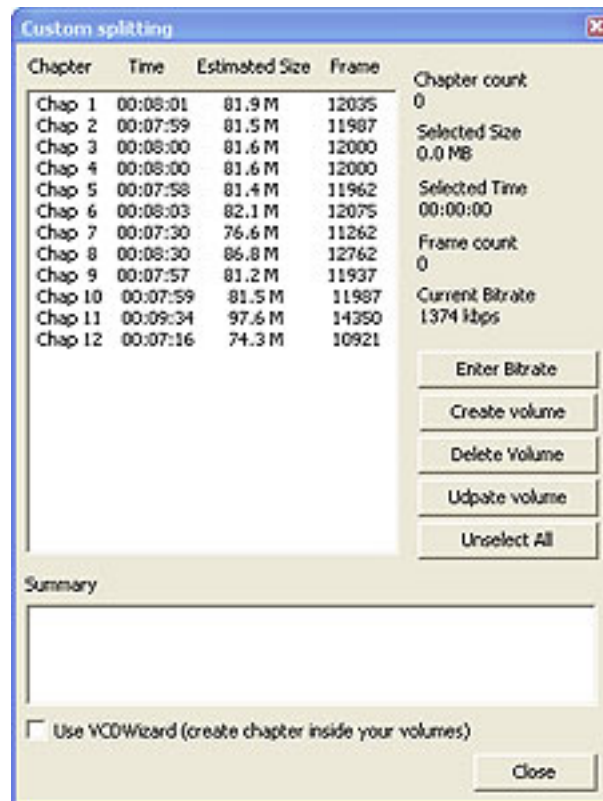 Custom splitting
Chapter Time Estimated Size Frame
Chap 1 00:08:01 81.9 M 12035
Chap 2 00:07:59 81.5 M 11987
Chap 3 00:08:00 81.6 M 12000
Chap 4 00:08:00 81.6 M 12000
Chap 5 00:07:58 81.4 M 11962
Chap 6 00:08:03 82.1 M 12075
Chap 7 00:07:30 76.6 M 11262
Chap 8 00:08:30 86.8 M 12762
Chap 9 00:07:57 81.2 M 11937
Chap 10 00:07:59 81.5 M 11987
Chap 11 00:09:34 97.6 M 14350
Chap 12 00:07:16 74.3 M 10921
Chapter count
0
Selected Size
0.0 MB
Selected Time
00:00:00
Frame count
0
Current Bitrate
1374 kbps
Enter Bitrate
Create volume
Delete Volume
Udpate volume
Unselect All
Summary
Use VCDWizard (create chapter inside your volumes)
Close